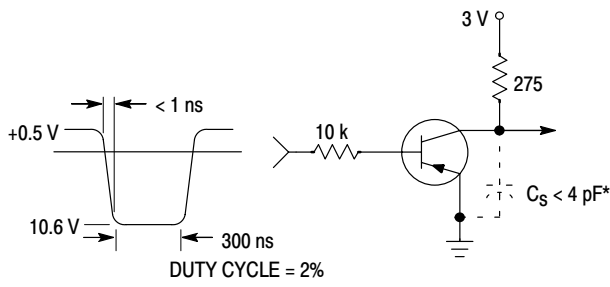 3 V
275
< 1 ns
+0.5 V
10 k
10.6 V
300 ns
CS < 4 pF*
DUTY CYCLE = 2%